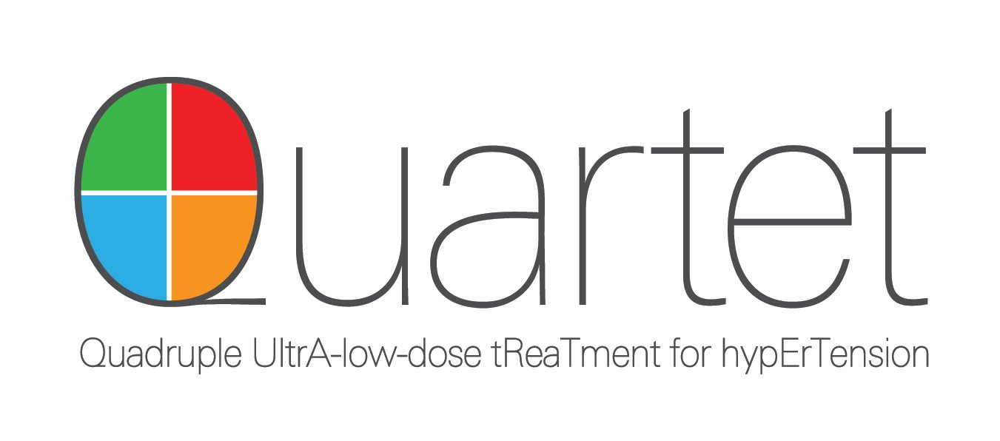 Quartet
Quadruple UltrA-low-dose tReaTment for hypErTension